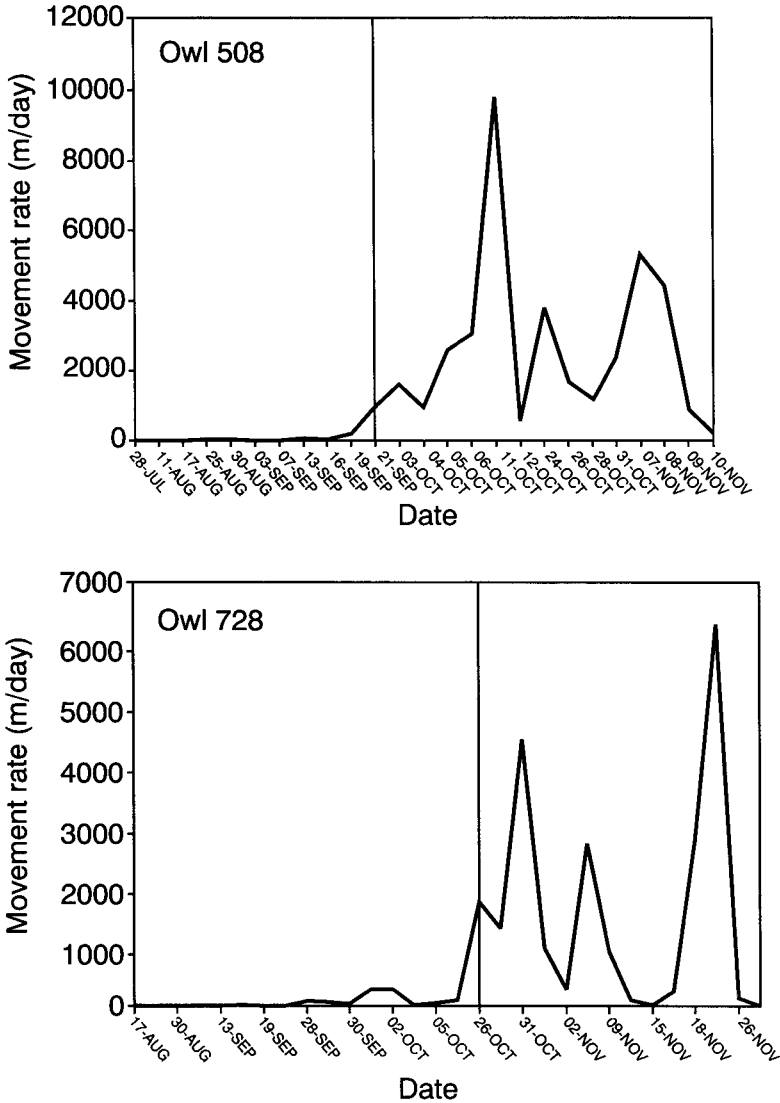 12000
Owl 508
10000
8000
6000
4000
2000
0
Movement rate (m/day)
28-JUL
11-AUG
17-AUG
25-AUG
30-AUG
03-SEP
07-SEP
13-SEP
16-SEP
19-SEP
21-SEP
03-OCT
04-OCT
05-OCT
06-OCT
11-OCT
12-OCT
24-OCT
26-OCT
28-OCT
31-OCT
07-NOV
08-NOV
09-NOV
10-NOV
Date
7000
Owl 728
6000
5000
4000
3000
2000
1000
0
Movement rate (m/day)
17-AUG
30-AUG
13-SEP
19-SEP
28-SEP
30-SEP
02-OCT
05-OCT
26-OCT
31-OCT
02-NOV
09-NOV
15-NOV
18-NOV
26-NOV
Date